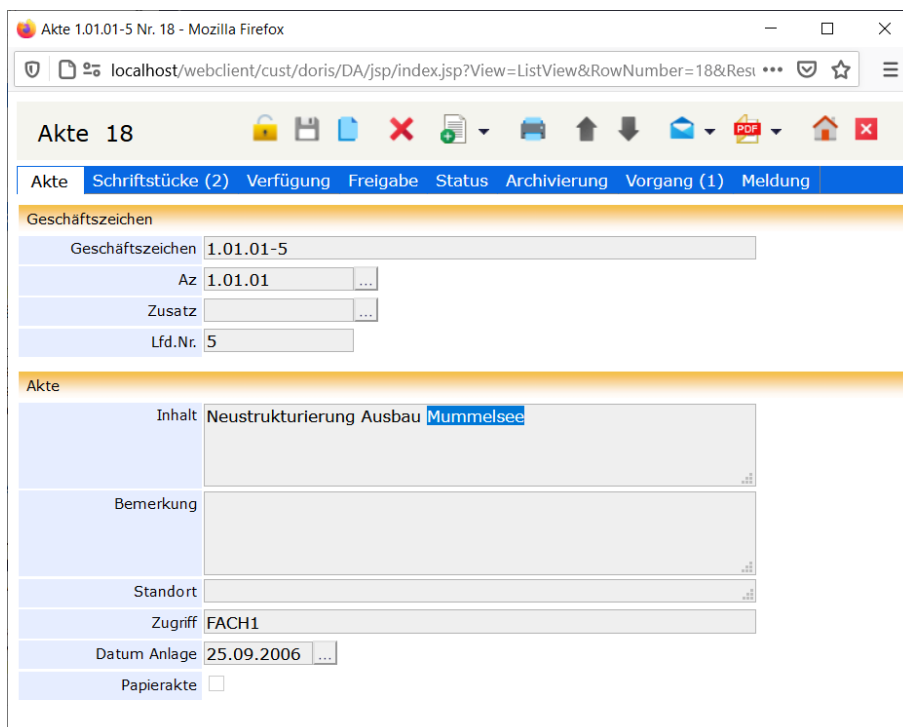 Akte 1.01.01-5 Nr. 18 - Mozilla Firefox
localhost/webclient/cust/doris/DA/jsp/index.jsp?View=ListView&RowNumber=18&Resu
Akte 18
PDF
Akte Schriftstücke (2) Verfügung Freigabe Status Archivierung Vorgang (1) Meldung
Geschäftszeichen
Geschäftszeichen 1.01.01-5
Az 1.01.01 ...
Zusatz ...
Lfd.Nr. 5
Akte
Inhalt Neustrukturierung Ausbau Mummelsee
Bemerkung
Standort
Zugriff FACH1
Datum Anlage 25.09.2006 ...
Papierakte